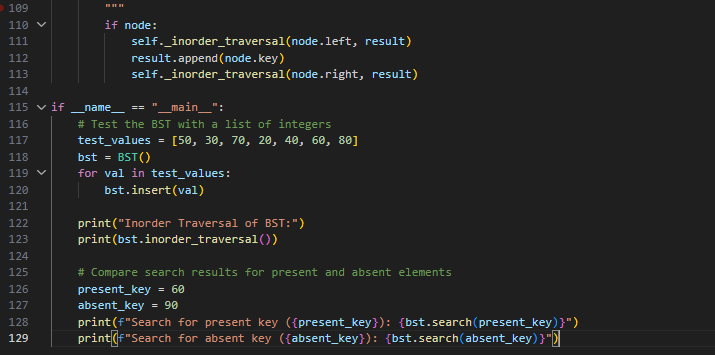 109 """
110 if node:
111 self._inorder_traversal(node.left, result)
112 result.append(node.key)
113 self._inorder_traversal(node.right, result)
114
115 if __name__ == "__main__":
116 # Test the BST with a list of integers
117 test_values = [50, 30, 70, 20, 40, 60, 80]
118 bst = BST()
119 for val in test_values:
120 bst.insert(val)
121
122 print("Inorder Traversal of BST:")
123 print(bst.inorder_traversal())
124
125 # Compare search results for present and absent elements
126 present_key = 60
127 absent_key = 90
128 print(f"Search for present key ({present_key}): {bst.search(present_key)}")
129 print(f"Search for absent key ({absent_key}): {bst.search(absent_key)}")